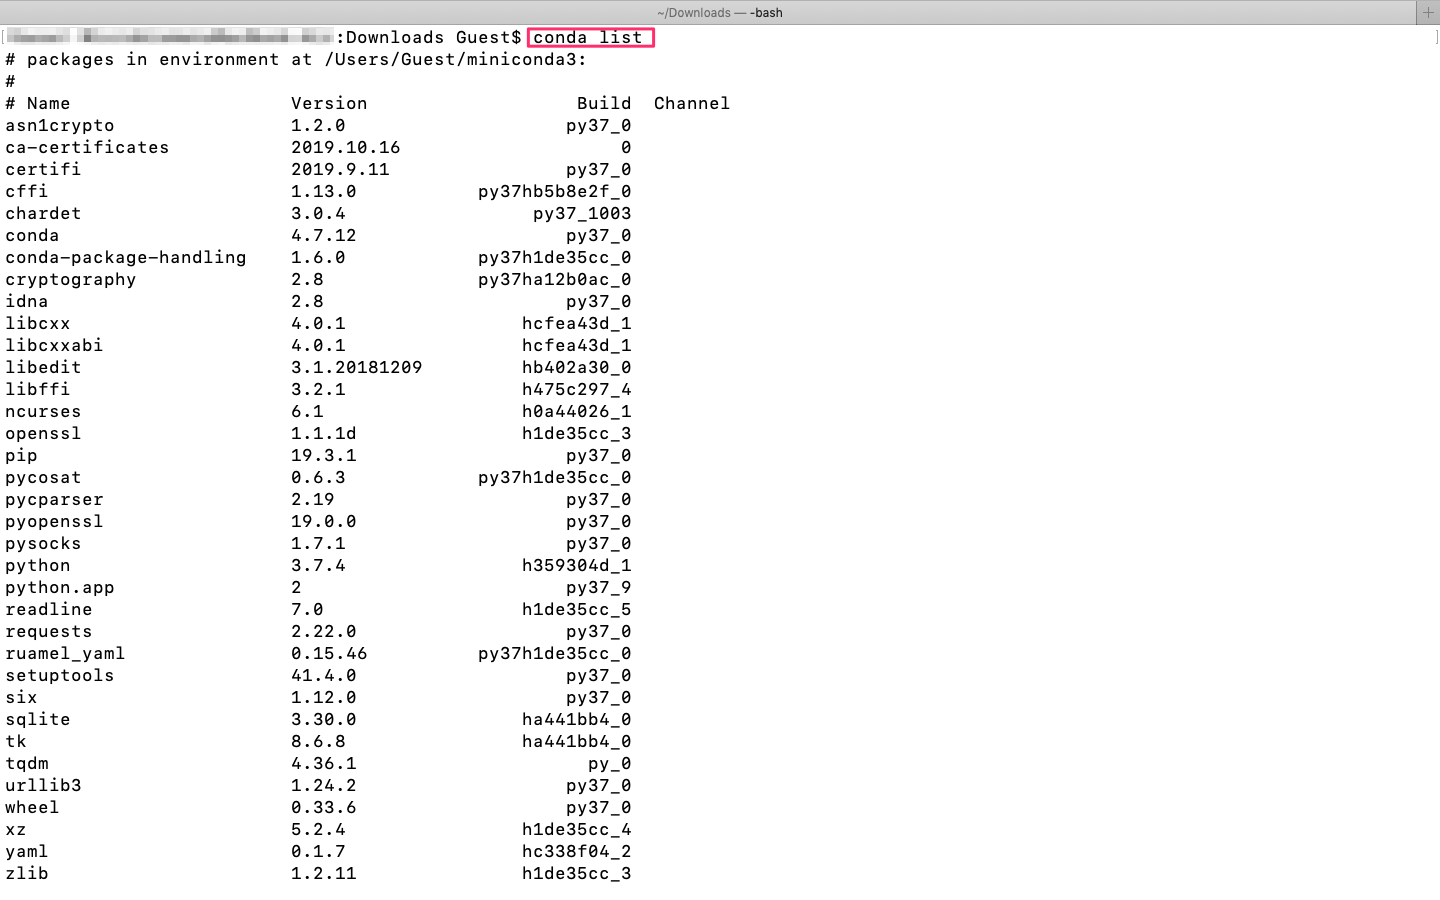 ~/Downloads — -bash
:Downloads Guest$ conda list
# packages in environment at /Users/Guest/miniconda3:
#
# Name                    Version                   Build  Channel
asn1crypto                1.2.0                    py37_0
ca-certificates           2019.10.16                    0
certifi                   2019.9.11                py37_0
cffi                      1.13.0           py37hb5b8e2f_0
chardet                   3.0.4                 py37_1003
conda                     4.7.12                   py37_0
conda-package-handling    1.6.0            py37h1de35cc_0
cryptography              2.8              py37ha12b0ac_0
idna                      2.8                      py37_0
libcxx                    4.0.1                hcfea43d_1
libcxxabi                 4.0.1                hcfea43d_1
libedit                   3.1.20181209         hb402a30_0
libffi                    3.2.1                h475c297_4
ncurses                   6.1                  h0a44026_1
openssl                   1.1.1d               h1de35cc_3
pip                       19.3.1                   py37_0
pycosat                   0.6.3            py37h1de35cc_0
pycparser                 2.19                     py37_0
pyopenssl                 19.0.0                   py37_0
pysocks                   1.7.1                    py37_0
python                    3.7.4                h359304d_1
python.app                2                        py37_9
readline                  7.0                  h1de35cc_5
requests                  2.22.0                   py37_0
ruamel_yaml               0.15.46          py37h1de35cc_0
setuptools                41.4.0                   py37_0
six                       1.12.0                   py37_0
sqlite                    3.30.0               ha441bb4_0
tk                        8.6.8                ha441bb4_0
tqdm                      4.36.1                     py_0
urllib3                   1.24.2                   py37_0
wheel                     0.33.6                   py37_0
xz                        5.2.4                h1de35cc_4
yaml                      0.1.7                hc338f04_2
zlib                      1.2.11               h1de35cc_3